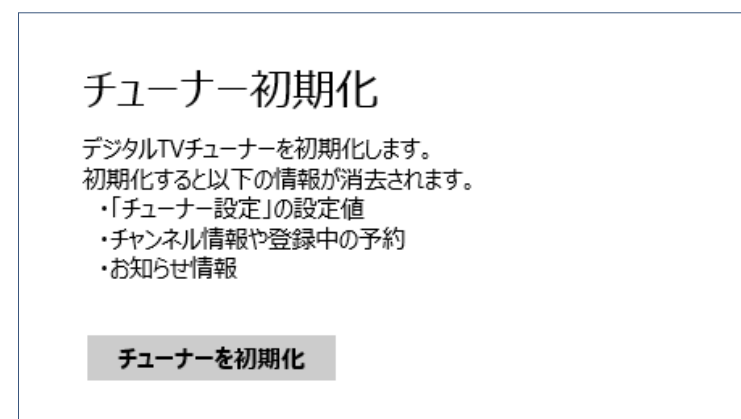 チューナー初期化
デジタルTVチューナーを初期化します。
初期化すると以下の情報が消去されます。
・「チューナー設定」の設定値
・チャンネル情報や登録中の予約
・お知らせ情報
チューナーを初期化